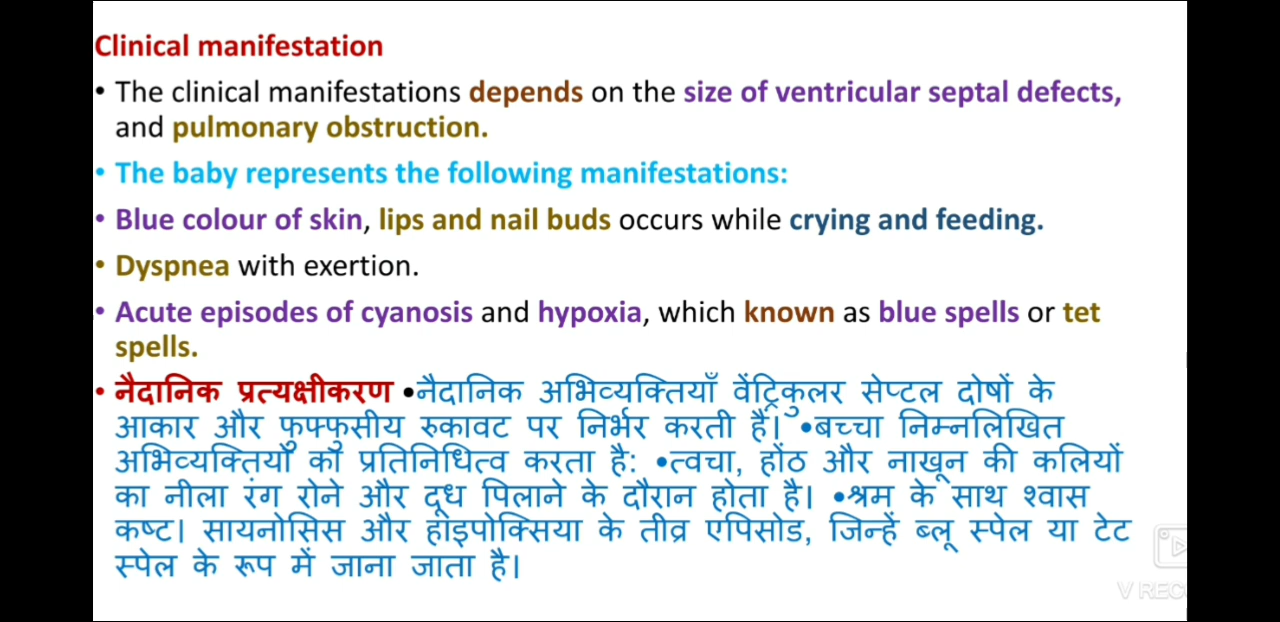 Clinical manifestation
• The clinical manifestations depends on the size of ventricular septal defects,
and pulmonary obstruction.
• The baby represents the following manifestations:
• Blue colour of skin, lips and nail buds occurs while crying and feeding.
• Dyspnea with exertion.
• Acute episodes of cyanosis and hypoxia, which known as blue spells or tet
spells.
• नैदानिक प्रत्यक्षीकरण •नैदानिक अभिव्यक्तियाँ वेंट्रिकुलर सेप्टल दोषों के
आकार और फुफ्फुसीय रुकावट पर निर्भर करती हैं। •बच्चा निम्नलिखित
अभिव्यक्तियों का प्रतिनिधित्व करता है: •त्वचा, होंठ और नाखून की कलियों
का नीला रंग रोने और दूध पिलाने के दौरान होता है। •श्रम के साथ श्वास
कष्ट। सायनोसिस और हाइपोक्सिया के तीव्र एपिसोड, जिन्हें ब्लू स्पेल या टेट
स्पेल के रूप में जाना जाता है।
V REC